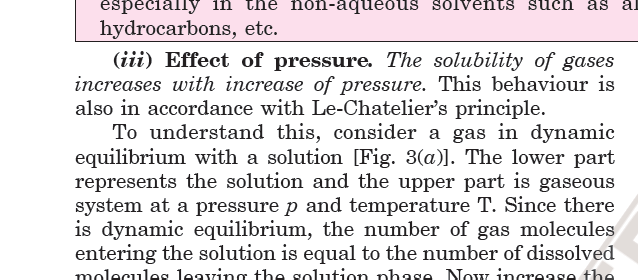 especially in the non-aqueous solvents such as
hydrocarbons, etc.
(iii) Effect of pressure. The solubility of gases
increases with increase of pressure. This behaviour is
also in accordance with Le-Chatelier's principle.
To understand this, consider a gas in dynamic
equilibrium with a solution [Fig. 3(a)]. The lower part
represents the solution and the upper part is gaseous
system at a pressure p and temperature T. Since there
is dynamic equilibrium, the number of gas molecules
entering the solution is equal to the number of dissolved
molecules leaving the solution phase. Now increase the